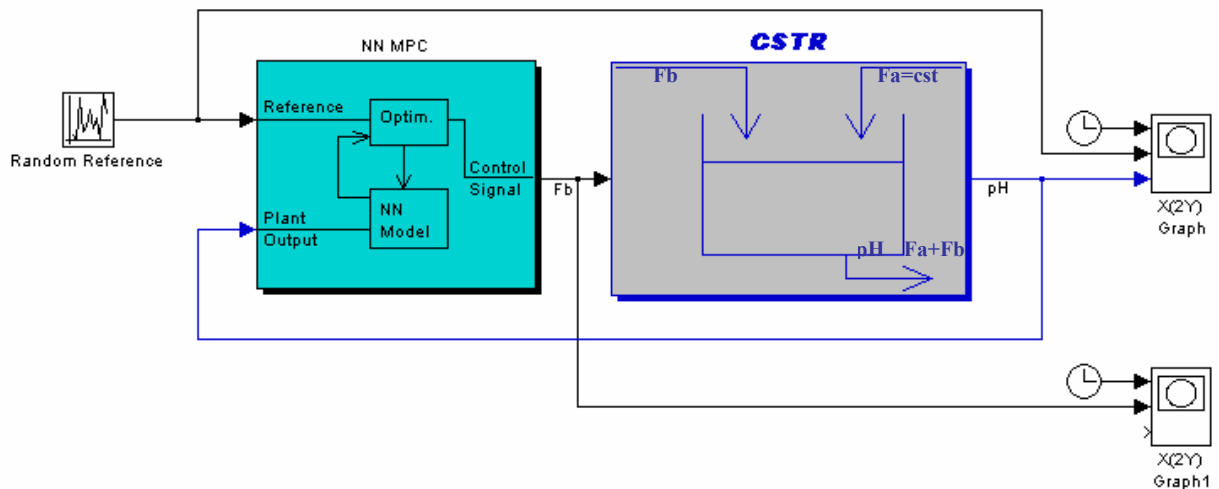 NN MPC
CSTR
Random Reference
Reference
Optim.
Control
Signal
NN
Model
Plant
Output
Fb
Fb
Fa=cst
pH Fa+Fb
pH
X(2Y)
Graph
X(2Y)
Graph1